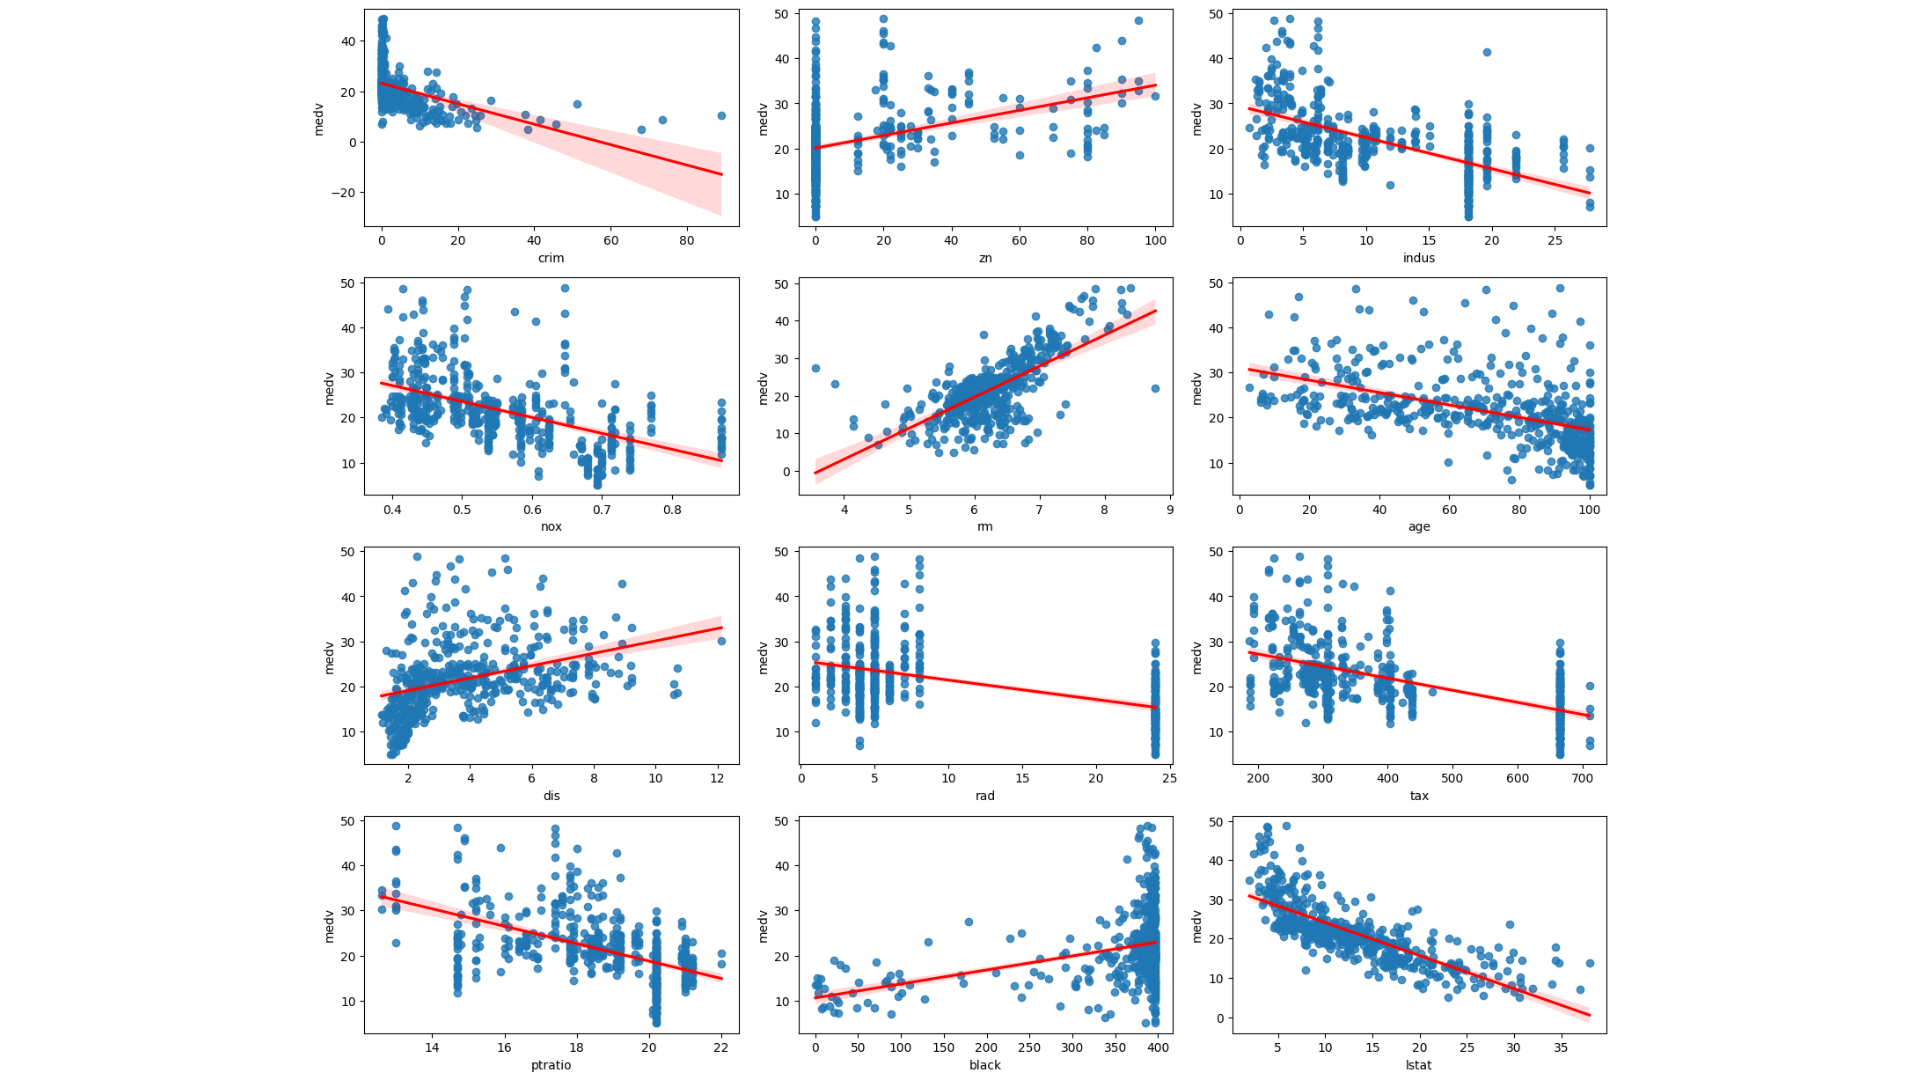 medv
40
20
0
−20
0 20 40 60 80
crim
medv
50
40
30
20
10
0 20 40 60 80 100
zn
medv
50
40
30
20
10
0 5 10 15 20 25
indus
medv
50
40
30
20
10
0.4 0.5 0.6 0.7 0.8
nox
medv
50
40
30
20
10
0
4 5 6 7 8 9
rm
medv
50
40
30
20
10
0 20 40 60 80 100
age
medv
50
40
30
20
10
2 4 6 8 10 12
dis
medv
50
40
30
20
10
0 5 10 15 20 25
rad
medv
50
40
30
20
10
200 300 400 500 600 700
tax
medv
50
40
30
20
10
14 16 18 20 22
ptratio
medv
50
40
30
20
10
0 50 100 150 200 250 300 350 400
black
medv
50
40
30
20
10
0
5 10 15 20 25 30 35
lstat